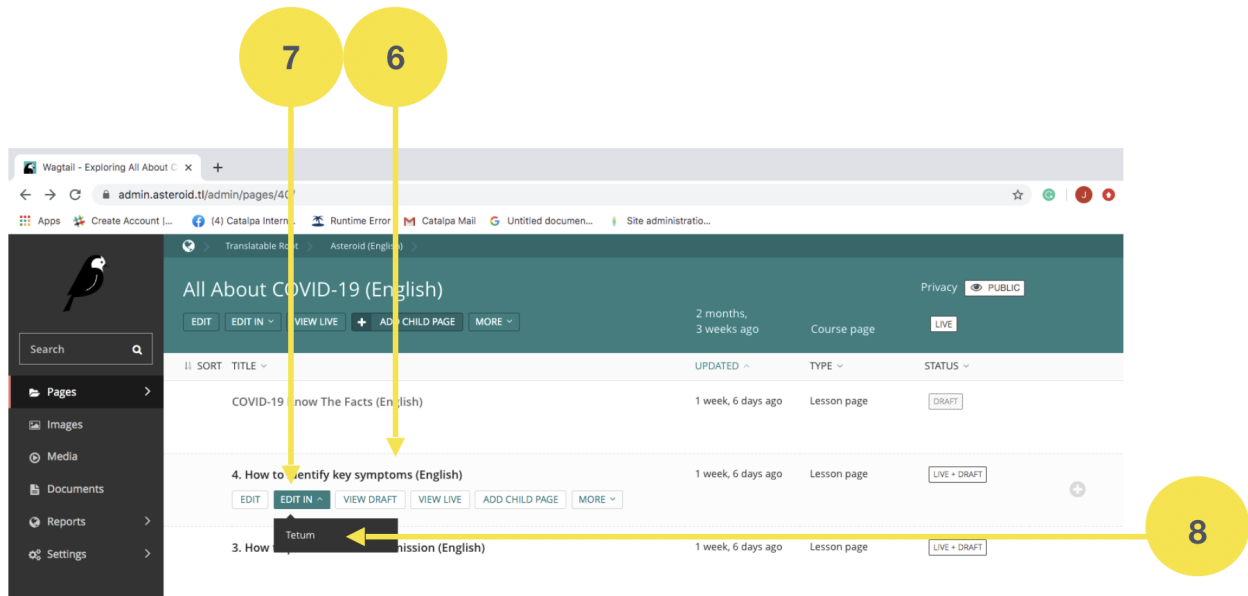 7 6
Wagtail - Exploring All About C
admin.asteroid.tl/admin/pages/40/
Apps Create Account |... (4) Catalpa Intern... Runtime Error Catalpa Mail Untitled documen... Site administratio...
Translatable Root Asteroid (English)
All About COVID-19 (English) Privacy PUBLIC
EDIT EDIT IN VIEW LIVE ADD CHILD PAGE MORE 2 months,
3 weeks ago Course page LIVE
Search
SORT TITLE UPDATED TYPE STATUS
Pages
COVID-19 Know The Facts (English) 1 week, 6 days ago Lesson page DRAFT
Images
Media
4. How to identify key symptoms (English) 1 week, 6 days ago Lesson page LIVE + DRAFT
Documents
EDIT EDIT IN VIEW DRAFT VIEW LIVE ADD CHILD PAGE MORE
Reports
Tetum
8
3. How mission (English) 1 week, 6 days ago Lesson page LIVE + DRAFT
Settings